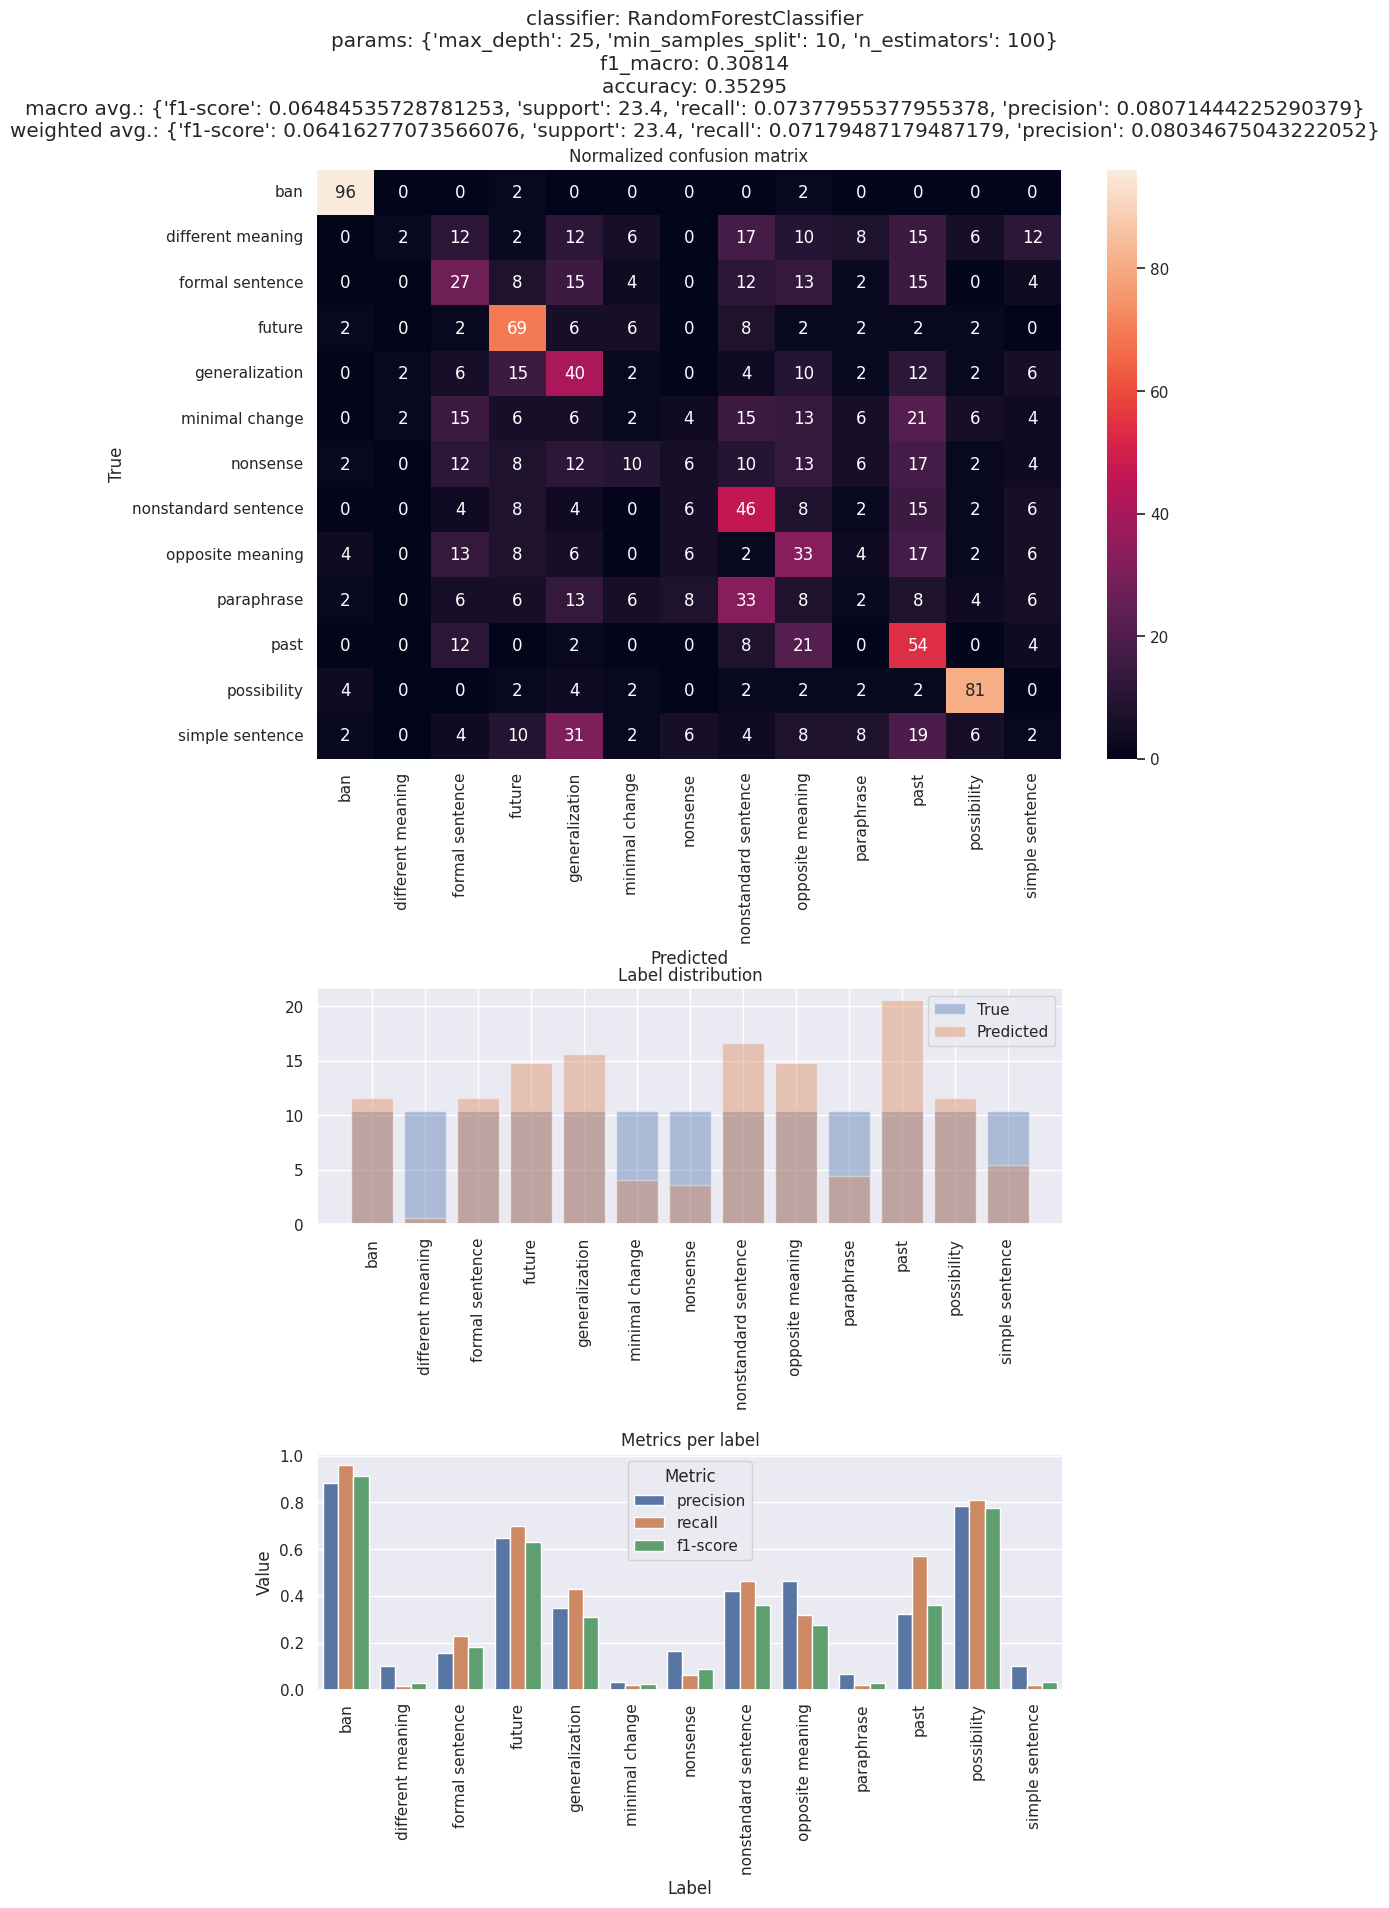 classifier: RandomForestClassifier
params: {'max_depth': 25, 'min_samples_split': 10, 'n_estimators': 100}
f1_macro: 0.30814
accuracy: 0.35295
macro avg.: {'f1-score': 0.06484535728781253, 'support': 23.4, 'recall': 0.07377955377955378, 'precision': 0.08071444225290379}
weighted avg.: {'f1-score': 0.06416277073566076, 'support': 23.4, 'recall': 0.07179487179487179, 'precision': 0.08034675043222052}
Normalized confusion matrix
True
ban 96 0 0 2 0 0 0 0 2 0 0 0 0
different meaning 0 2 12 2 12 6 0 17 10 8 15 6 12
formal sentence 0 0 27 8 15 4 0 12 13 2 15 0 4
future 2 0 2 69 6 6 0 8 2 2 2 2 0
generalization 0 2 6 15 40 2 0 4 10 2 12 2 6
minimal change 0 2 15 6 6 2 4 15 13 6 21 6 4
nonsense 2 0 12 8 12 10 6 10 13 6 17 2 4
nonstandard sentence 0 0 4 8 4 0 6 46 8 2 15 2 6
opposite meaning 4 0 13 8 6 0 6 2 33 4 17 2 6
paraphrase 2 0 6 6 13 6 8 33 8 2 8 4 6
past 0 0 12 0 2 0 0 8 21 0 54 0 4
possibility 4 0 0 2 4 2 0 2 2 2 2 81 0
simple sentence 2 0 4 10 31 2 6 4 8 8 19 6 2
ban different meaning formal sentence future generalization minimal change nonsense nonstandard sentence opposite meaning paraphrase past possibility simple sentence
Predicted
80
60
40
20
0
Label distribution
True
Predicted
20
15
10
5
0
ban different meaning formal sentence future generalization minimal change nonsense nonstandard sentence opposite meaning paraphrase past possibility simple sentence
Metrics per label
Metric
precision
recall
f1-score
Value
1.0
0.8
0.6
0.4
0.2
0.0
ban different meaning formal sentence future generalization minimal change nonsense nonstandard sentence opposite meaning paraphrase past possibility simple sentence
Label